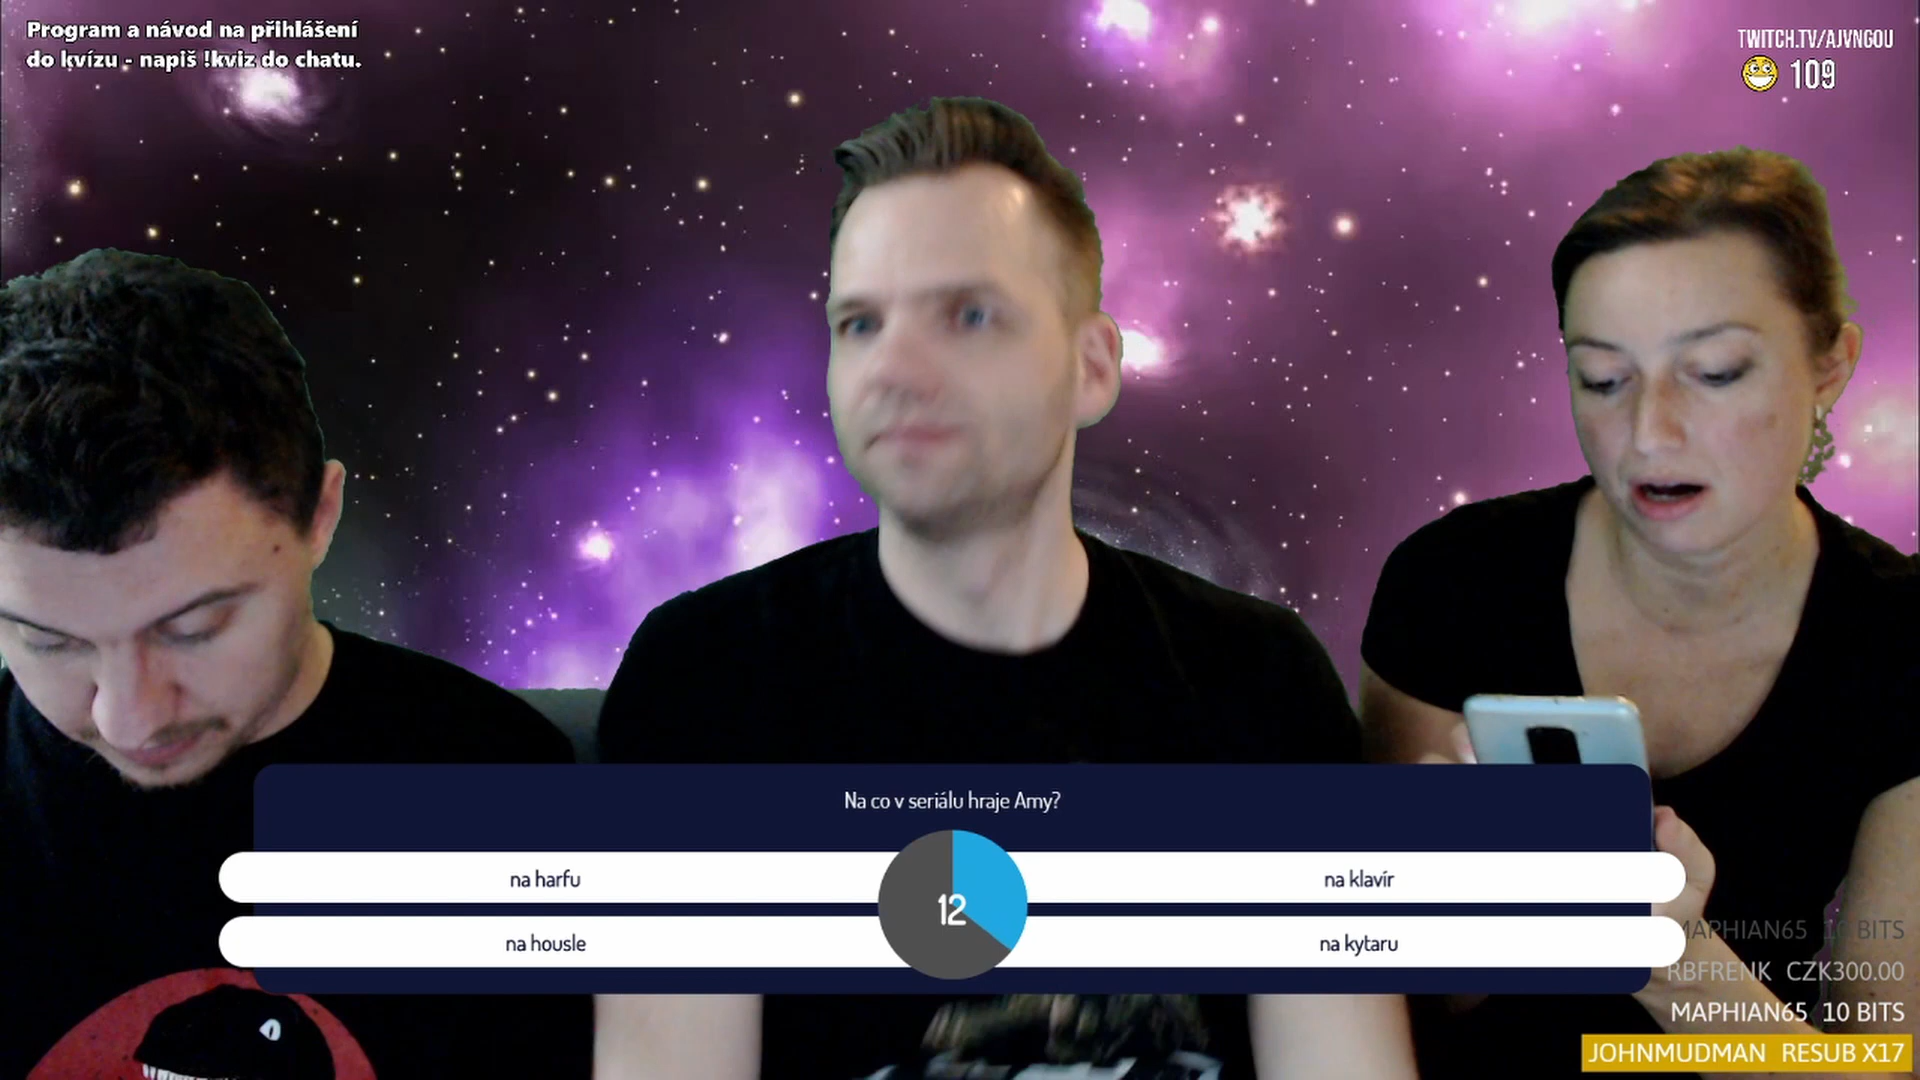 Program a návod na přihlášení
do kvízu - napiš !kviz do chatu.
TWITCH.TV/AJVNGOU
109
Na co v seriálu hraje Amy?
na harfu
na klavír
12
na housle
na kytaru
MAPHIAN65 10 BITS
RBFRENK CZK300.00
MAPHIAN65 10 BITS
JOHNMUDMAN RESUB X17